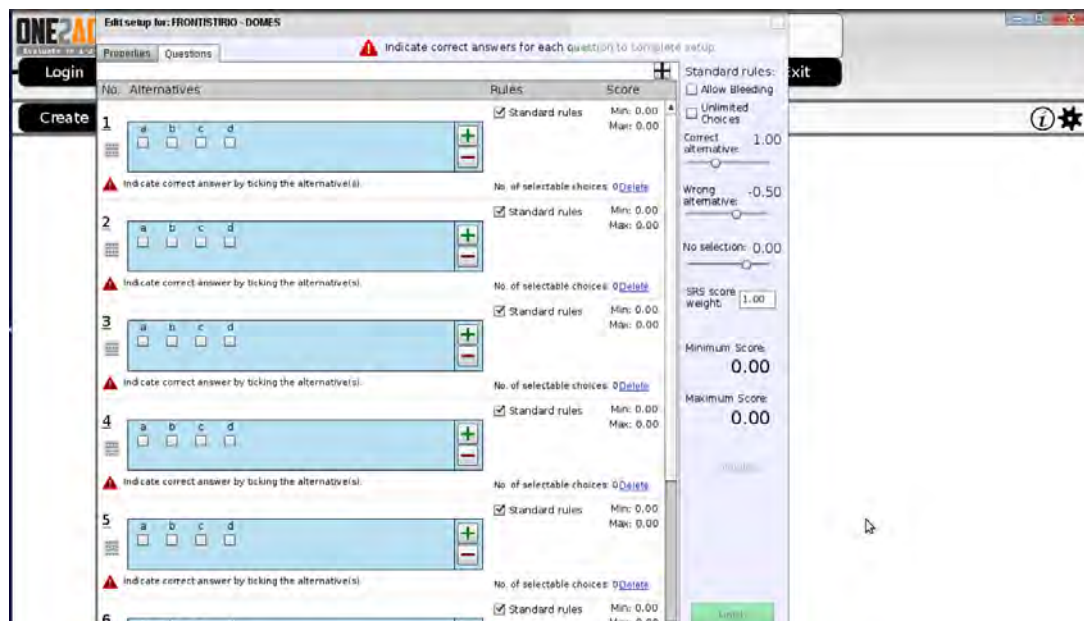 ONE2A
Edit setup for: FRONTISTIRIO - DOMES
Properties
Questions
Indicate correct answers for each question to complete setup
Login
Exit
Create
No. Alternatives Rules Score
1
a b c d
Standard rules
Min: 0.00
Max: 0.00
Indicate correct answer by ticking the alternative(s).
No. of selectable choices: 0 Delete
2
a b c d
Standard rules
Min: 0.00
Max: 0.00
Indicate correct answer by ticking the alternative(s).
No. of selectable choices: 0 Delete
3
a b c d
Standard rules
Min: 0.00
Max: 0.00
Indicate correct answer by ticking the alternative(s).
No. of selectable choices: 0 Delete
4
a b c d
Standard rules
Min: 0.00
Max: 0.00
Indicate correct answer by ticking the alternative(s).
No. of selectable choices: 0 Delete
5
a b c d
Standard rules
Min: 0.00
Max: 0.00
Indicate correct answer by ticking the alternative(s).
No. of selectable choices: 0 Delete
6
Standard rules
Min: 0.00
Standard rules:
Allow Bleeding
Unlimited
Choices
Correct
alternative:
1.00
Wrong
alternative:
-0.50
No selection: 0.00
SRS score
weight:
1.00
Minimum Score:
0.00
Maximum Score:
0.00